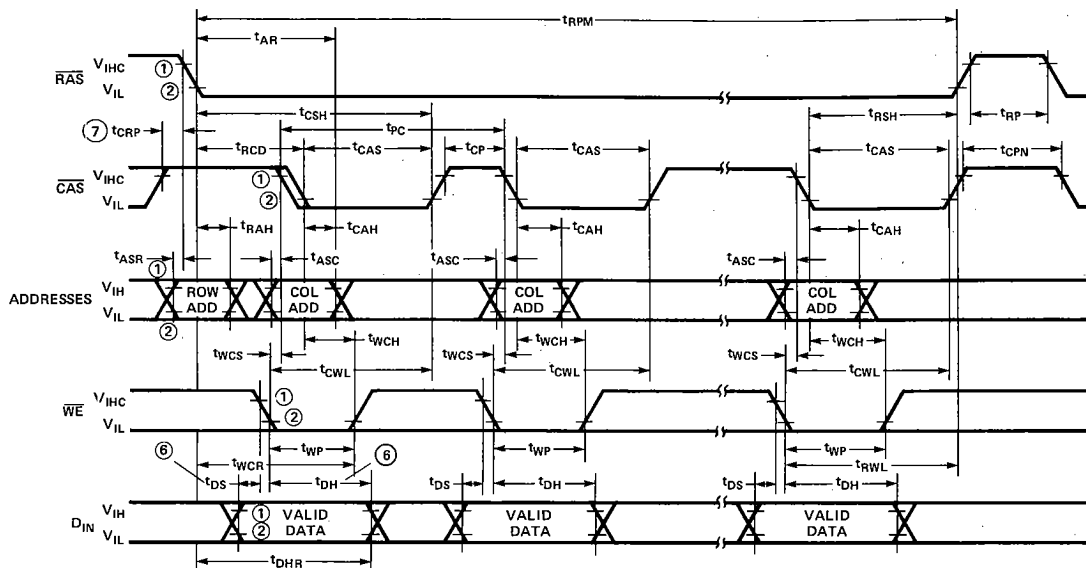 tRPM
tAR
RAS VIHC ① VIL ②
tCSH tRSH tRP
⑦ tCRP tPC
tRCD tCAS tCP tCAS tCAS tCPN
CAS VIHC ① VIL ②
tRAH tCAH tCAH tCAH
tASR tASC tASC tASC
① ADDRESSES VIH VIL ②
ROW ADD COL ADD COL ADD COL ADD
tWCH tWCH tWCH
tWCS tWCS tWCS
tCWL tCWL tCWL
WE VIHC ① VIL ②
tWP tWP tWP
⑥ tWCR ⑥ tRWL
tDS tDH tDS tDH tDS tDH
DIN VIH ① VIL ②
VALID DATA VALID DATA VALID DATA
tDHR